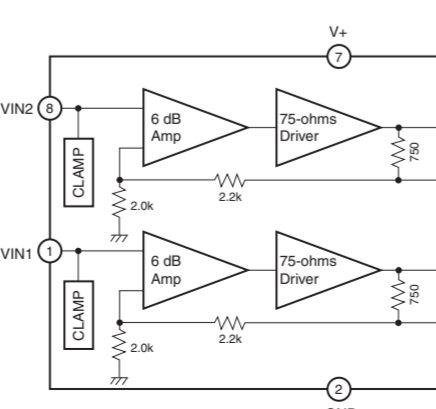 V+
7
VIN2
8
6 dB
Amp
75-ohms
Driver
CLAMP
750
2.0k
2.2k
VIN1
1
6 dB
Amp
75-ohms
Driver
CLAMP
750
2.0k
2.2k
2